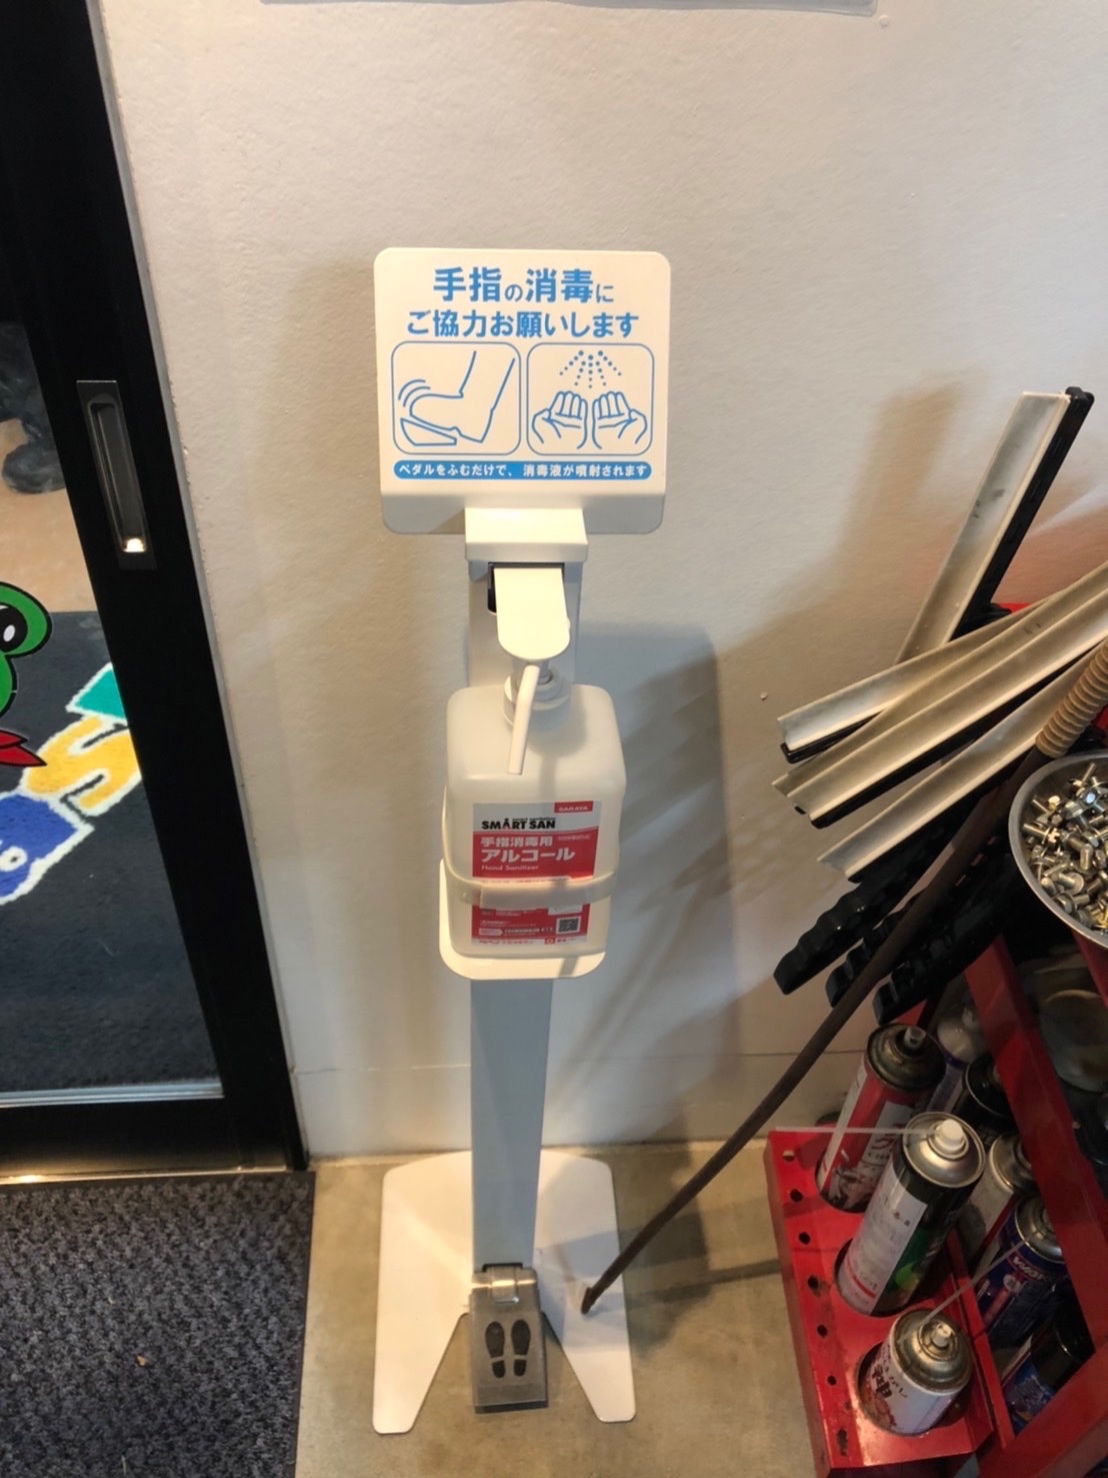 手指の消毒に
ご協力お願いします
ペダルをふむだけで、消毒液が噴射されます
SARAYA
SMART SAN
手指消毒用
アルコール
Hand Sanitizer